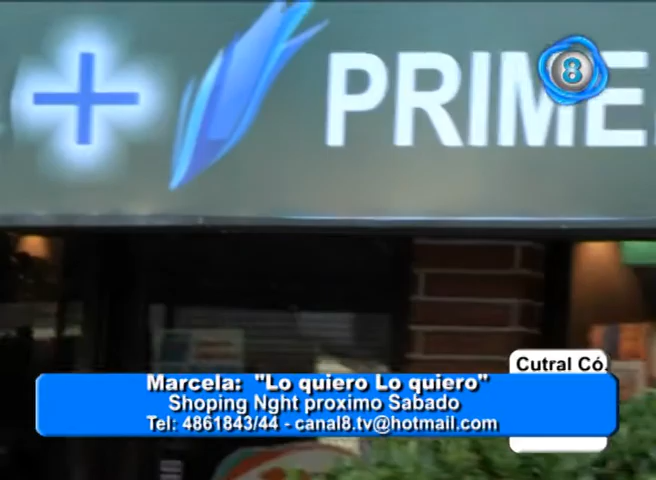 PRIME
8
Cutral Có.
Marcela: "Lo quiero Lo quiero"
Shoping Nght proximo Sabado
Tel: 4861843/44 - canal8.tv@hotmail.com